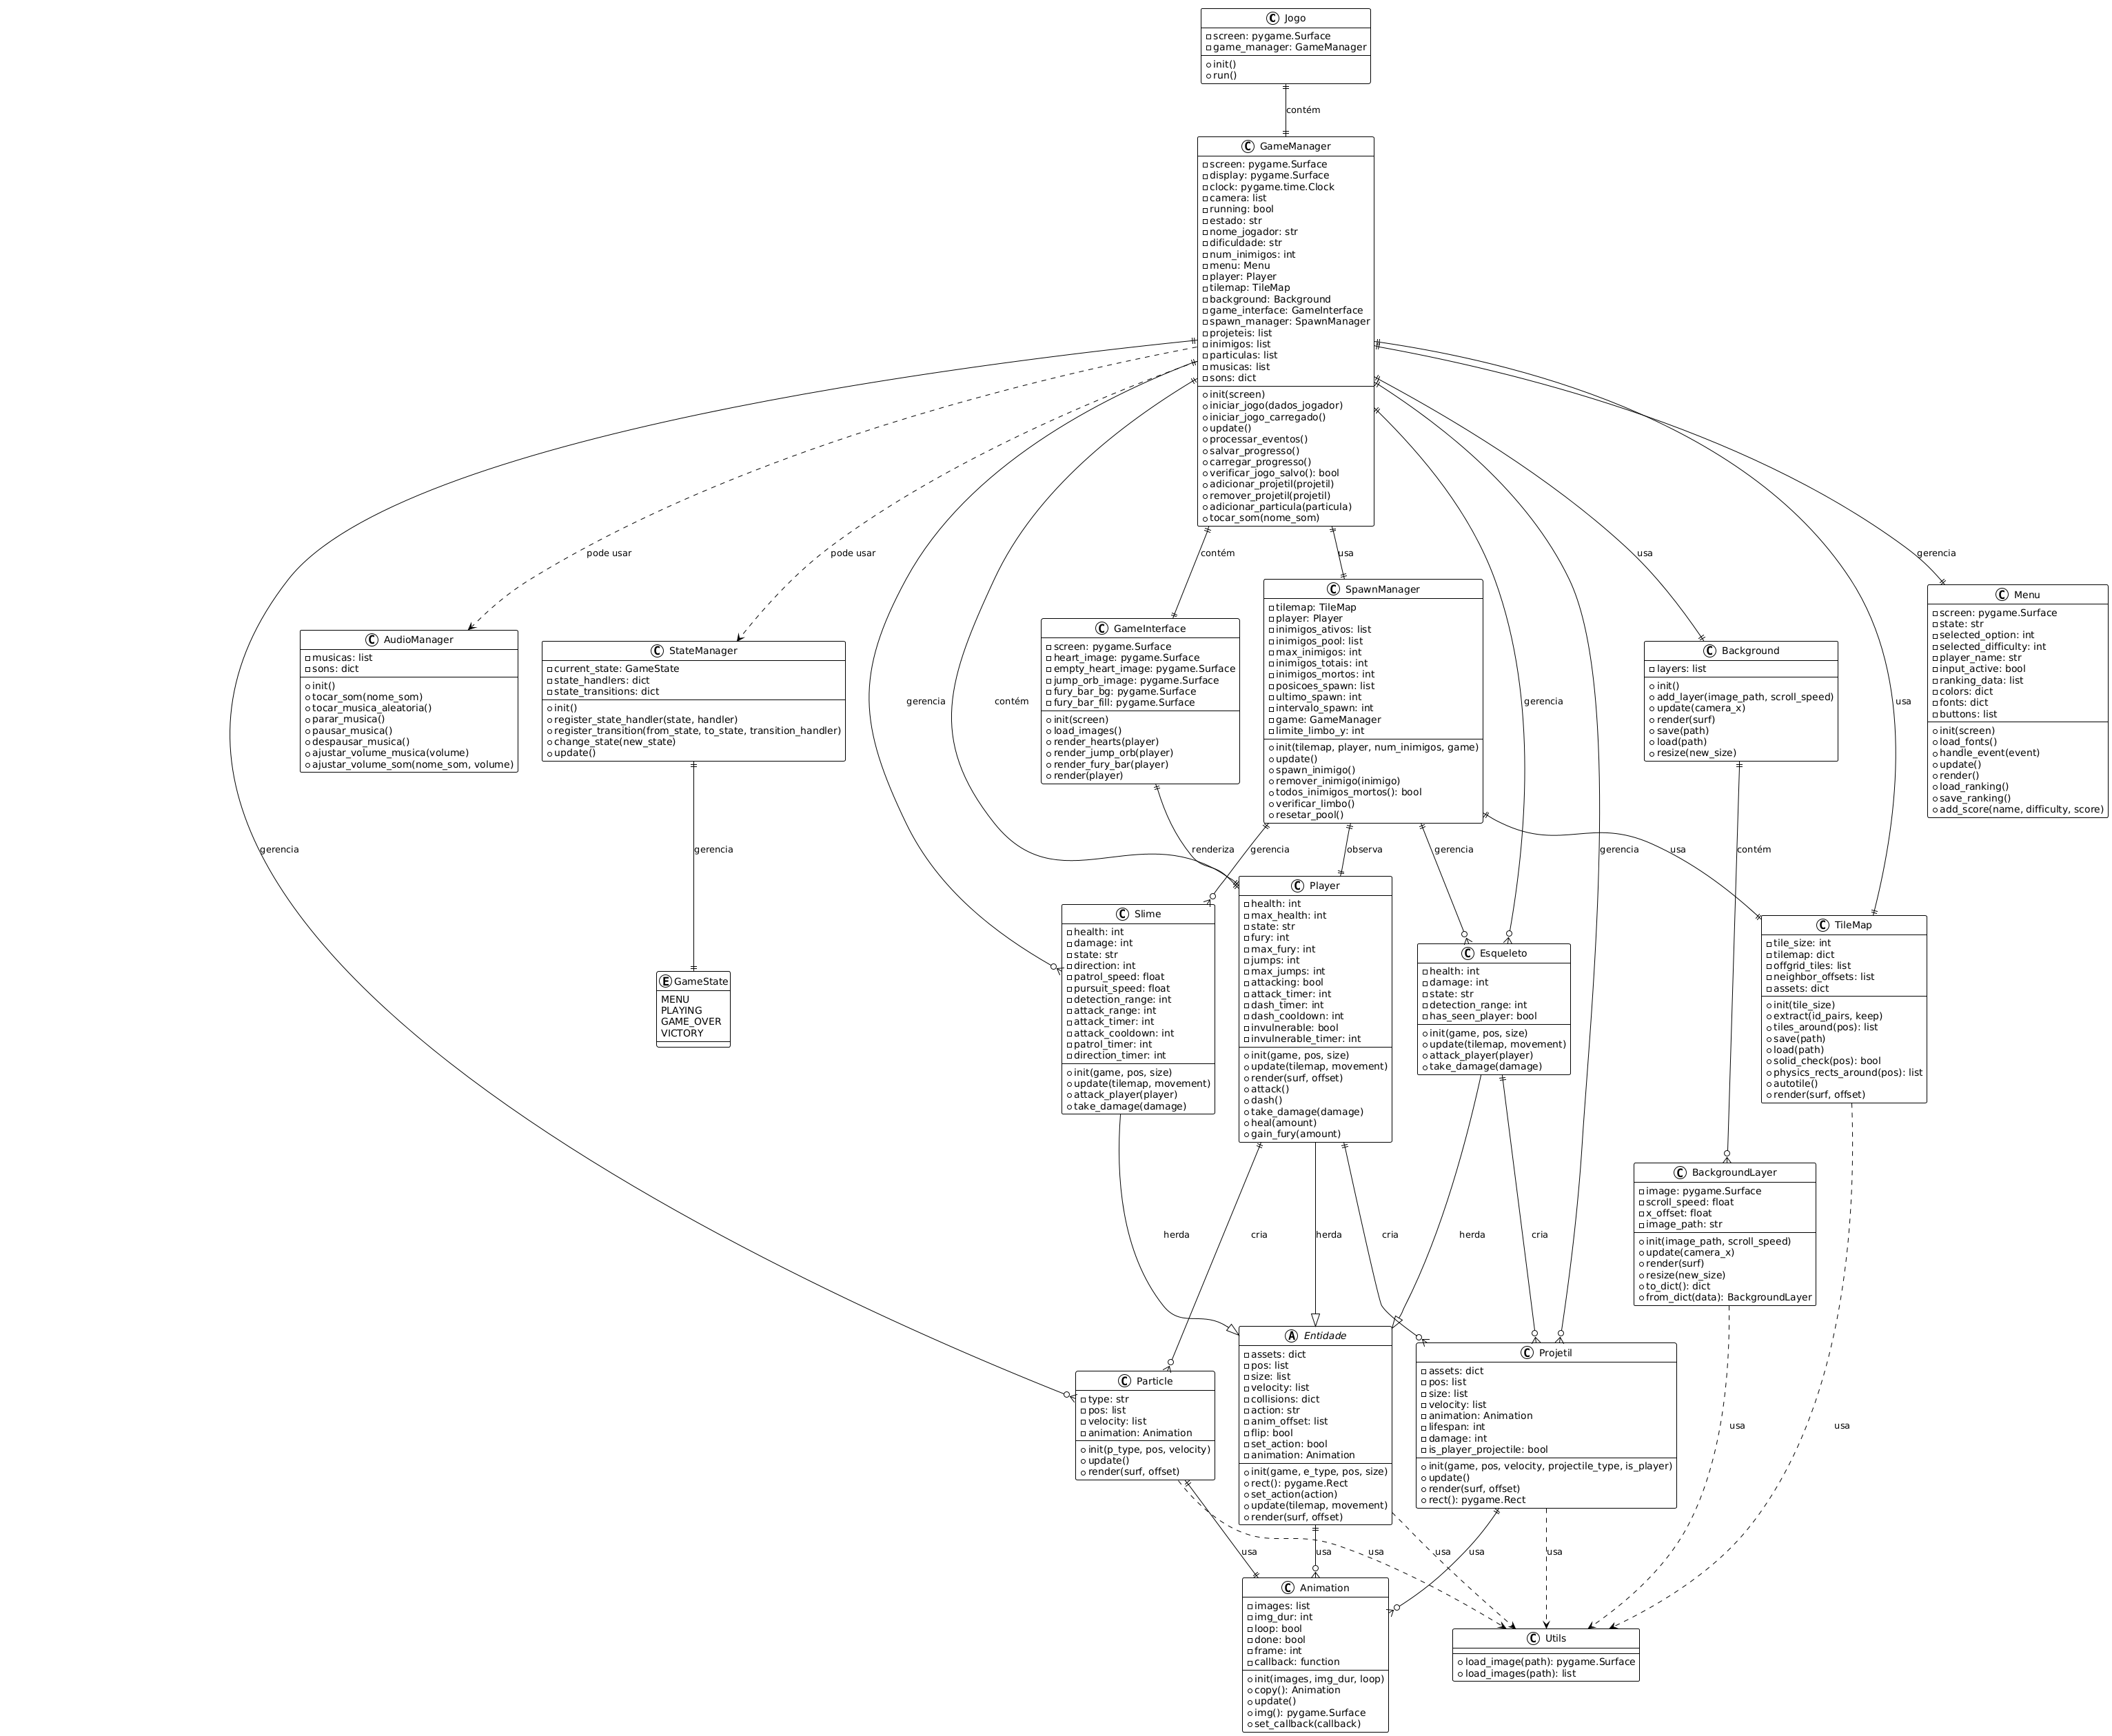 C Jogo
screen: pygame.Surface
game_manager: GameManager
init()
run()
contém
C GameManager
screen: pygame.Surface
display: pygame.Surface
clock: pygame.time.Clock
camera: list
running: bool
estado: str
nome_jogador: str
dificuldade: str
num_inimigos: int
menu: Menu
player: Player
tilemap: TileMap
background: Background
game_interface: GameInterface
spawn_manager: SpawnManager
projeteis: list
inimigos: list
particulas: list
musicas: list
sons: dict
init(screen)
iniciar_jogo(dados_jogador)
iniciar_jogo_carregado()
update()
processar_eventos()
salvar_progresso()
carregar_progresso()
verificar_jogo_salvo(): bool
adicionar_projetil(projetil)
remover_projetil(projetil)
adicionar_particula(particula)
tocar_som(nome_som)
pode usar
pode usar
contém
usa
usa
gerencia
C AudioManager
musicas: list
sons: dict
init()
tocar_som(nome_som)
tocar_musica_aleatoria()
parar_musica()
pausar_musica()
despausar_musica()
ajustar_volume_musica(volume)
ajustar_volume_som(nome_som, volume)
C StateManager
current_state: GameState
state_handlers: dict
state_transitions: dict
init()
register_state_handler(state, handler)
register_transition(from_state, to_state, transition_handler)
change_state(new_state)
update()
gerencia
contém
C GameInterface
screen: pygame.Surface
heart_image: pygame.Surface
empty_heart_image: pygame.Surface
jump_orb_image: pygame.Surface
fury_bar_bg: pygame.Surface
fury_bar_fill: pygame.Surface
init(screen)
load_images()
render_hearts(player)
render_jump_orb(player)
render_fury_bar(player)
render(player)
C SpawnManager
tilemap: TileMap
player: Player
inimigos_ativos: list
inimigos_pool: list
max_inimigos: int
inimigos_totais: int
inimigos_mortos: int
posicoes_spawn: list
ultimo_spawn: int
intervalo_spawn: int
game: GameManager
limite_limbo_y: int
init(tilemap, player, num_inimigos, game)
update()
spawn_inimigo()
remover_inimigo(inimigo)
todos_inimigos_mortos(): bool
verificar_limbo()
resetar_pool()
gerencia
C Background
layers: list
init()
add_layer(image_path, scroll_speed)
update(camera_x)
render(surf)
save(path)
load(path)
resize(new_size)
usa
C Menu
screen: pygame.Surface
state: str
selected_option: int
selected_difficulty: int
player_name: str
input_active: bool
ranking_data: list
colors: dict
fonts: dict
buttons: list
init(screen)
load_fonts()
handle_event(event)
update()
render()
load_ranking()
save_ranking()
add_score(name, difficulty, score)
gerencia
gerencia
renderiza
gerencia
observa
gerencia
gerencia
usa
contém
E GameState
MENU
PLAYING
GAME_OVER
VICTORY
C Slime
health: int
damage: int
state: str
direction: int
patrol_speed: float
pursuit_speed: float
detection_range: int
attack_range: int
attack_timer: int
attack_cooldown: int
patrol_timer: int
direction_timer: int
init(game, pos, size)
update(tilemap, movement)
attack_player(player)
take_damage(damage)
C Player
health: int
max_health: int
state: str
fury: int
max_fury: int
jumps: int
max_jumps: int
attacking: bool
attack_timer: int
dash_timer: int
dash_cooldown: int
invulnerable: bool
invulnerable_timer: int
init(game, pos, size)
update(tilemap, movement)
render(surf, offset)
attack()
dash()
take_damage(damage)
heal(amount)
gain_fury(amount)
C Esqueleto
health: int
damage: int
state: str
detection_range: int
has_seen_player: bool
init(game, pos, size)
update(tilemap, movement)
attack_player(player)
take_damage(damage)
C TileMap
tile_size: int
tilemap: dict
offgrid_tiles: list
neighbor_offsets: list
assets: dict
init(tile_size)
extract(id_pairs, keep)
tiles_around(pos): list
save(path)
load(path)
solid_check(pos): bool
physics_rects_around(pos): list
autotile()
render(surf, offset)
C BackgroundLayer
image: pygame.Surface
scroll_speed: float
x_offset: float
image_path: str
init(image_path, scroll_speed)
update(camera_x)
render(surf)
resize(new_size)
to_dict(): dict
from_dict(data): BackgroundLayer
herda
cria
herda
cria
herda
cria
C Particle
type: str
pos: list
velocity: list
animation: Animation
init(p_type, pos, velocity)
update()
render(surf, offset)
A Entidade
assets: dict
pos: list
size: list
velocity: list
collisions: dict
action: str
anim_offset: list
flip: bool
set_action: bool
animation: Animation
init(game, e_type, pos, size)
rect(): pygame.Rect
set_action(action)
update(tilemap, movement)
render(surf, offset)
C Projetil
assets: dict
pos: list
size: list
velocity: list
animation: Animation
lifespan: int
damage: int
is_player_projectile: bool
init(game, pos, velocity, projectile_type, is_player)
update()
render(surf, offset)
rect(): pygame.Rect
usa
usa
usa
usa
usa
usa
usa
usa
C Animation
images: list
img_dur: int
loop: bool
done: bool
frame: int
callback: function
init(images, img_dur, loop)
copy(): Animation
update()
img(): pygame.Surface
set_callback(callback)
C Utils
load_image(path): pygame.Surface
load_images(path): list